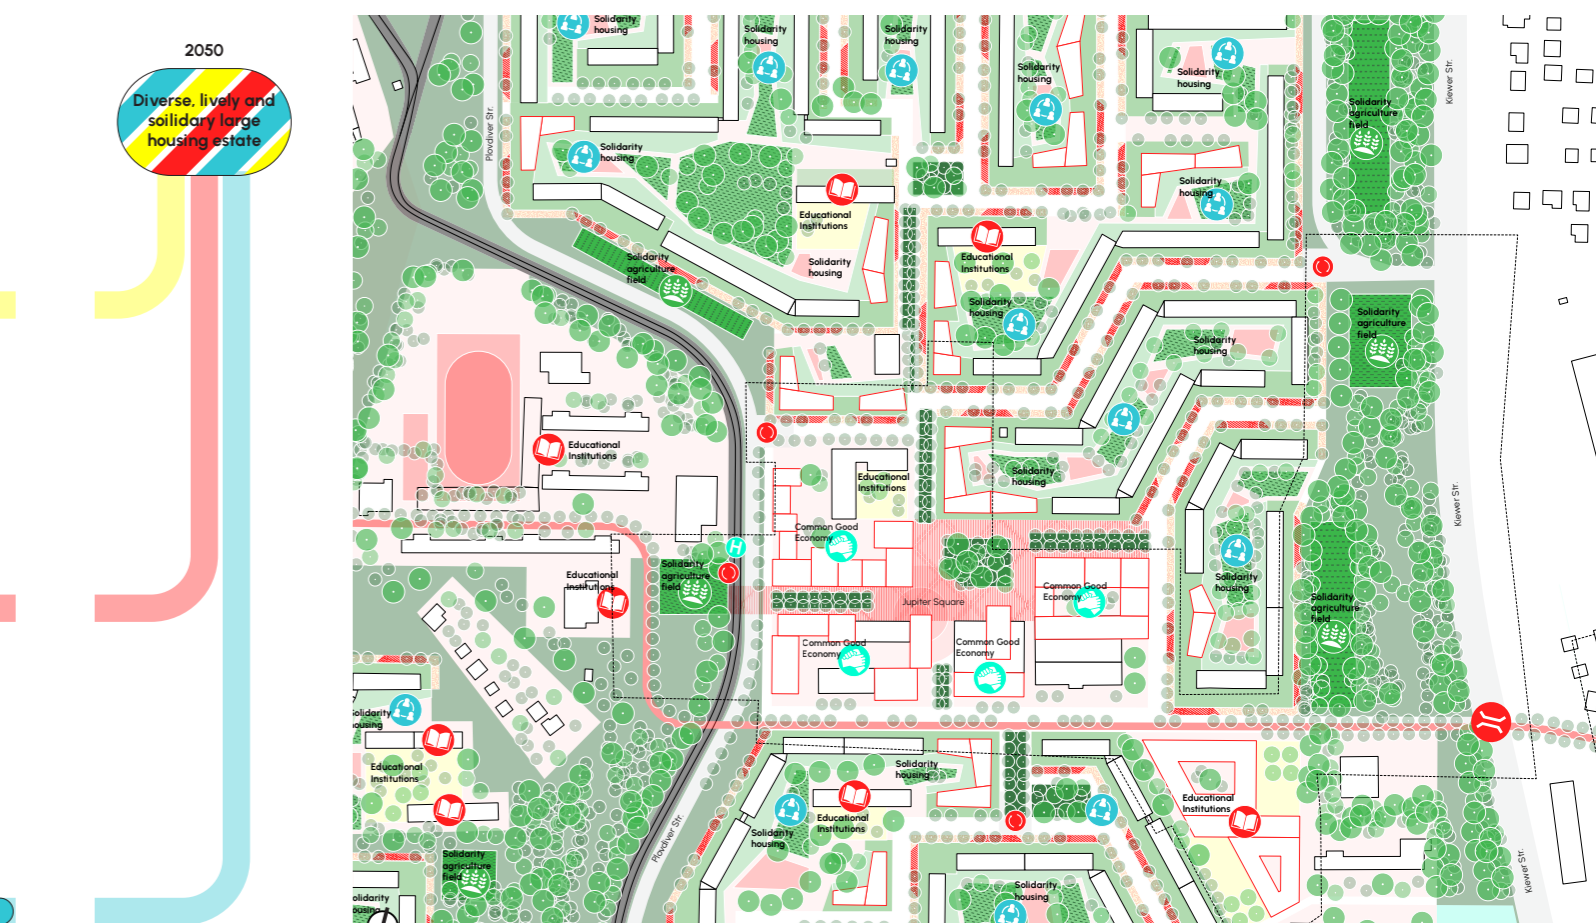 2050
Diverse, lively and
soilidary large
housing estate
Solidarity
housing
Solidarity
housing
Solidarity
housing
Solidarity
housing
Solidarity
housing
Kiewer Str.
Solidarity
agriculture
field
Plovdiver Str.
Solidarity
housing
Solidarity
housing
Educational
Institutions
Solidarity
housing
Educational
Institutions
Solidarity
agriculture
field
Solidarity
housing
Solidarity
agriculture
field
Solidarity
housing
Educational
Institutions
Educational
Institutions
Solidarity
housing
Kiewer Str.
Common Good
Economy
H
Solidarity
agriculture
field
Educational
Institutions
Common Good
Economy
Solidarity
housing
Jupiter Square
Solidarity
agriculture
field
Common Good
Economy
Common Good
Economy
Solidarity
housing
Educational
Institutions
Solidarity
housing
Educational
Institutions
Educational
Institutions
Solidarity
housing
Plovdiver Str.
Solidarity
agriculture
field
Kiewer Str.
Solidarity
housing
olidarity
ousing